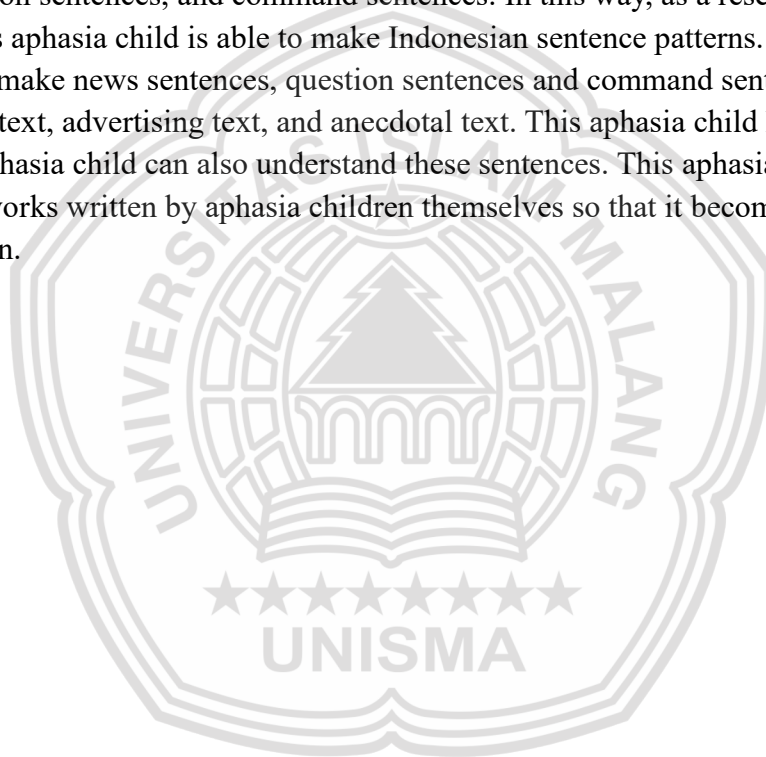 on sentences, and command sentences. In this way, as a rese
s aphasia child is able to make Indonesian sentence patterns.
make news sentences, question sentences and command sent
text, advertising text, and anecdotal text. This aphasia child
phasia child can also understand these sentences. This aphasia
works written by aphasia children themselves so that it becom
n.
UNIVERSITAS ISLAM MALANG
UNISMA